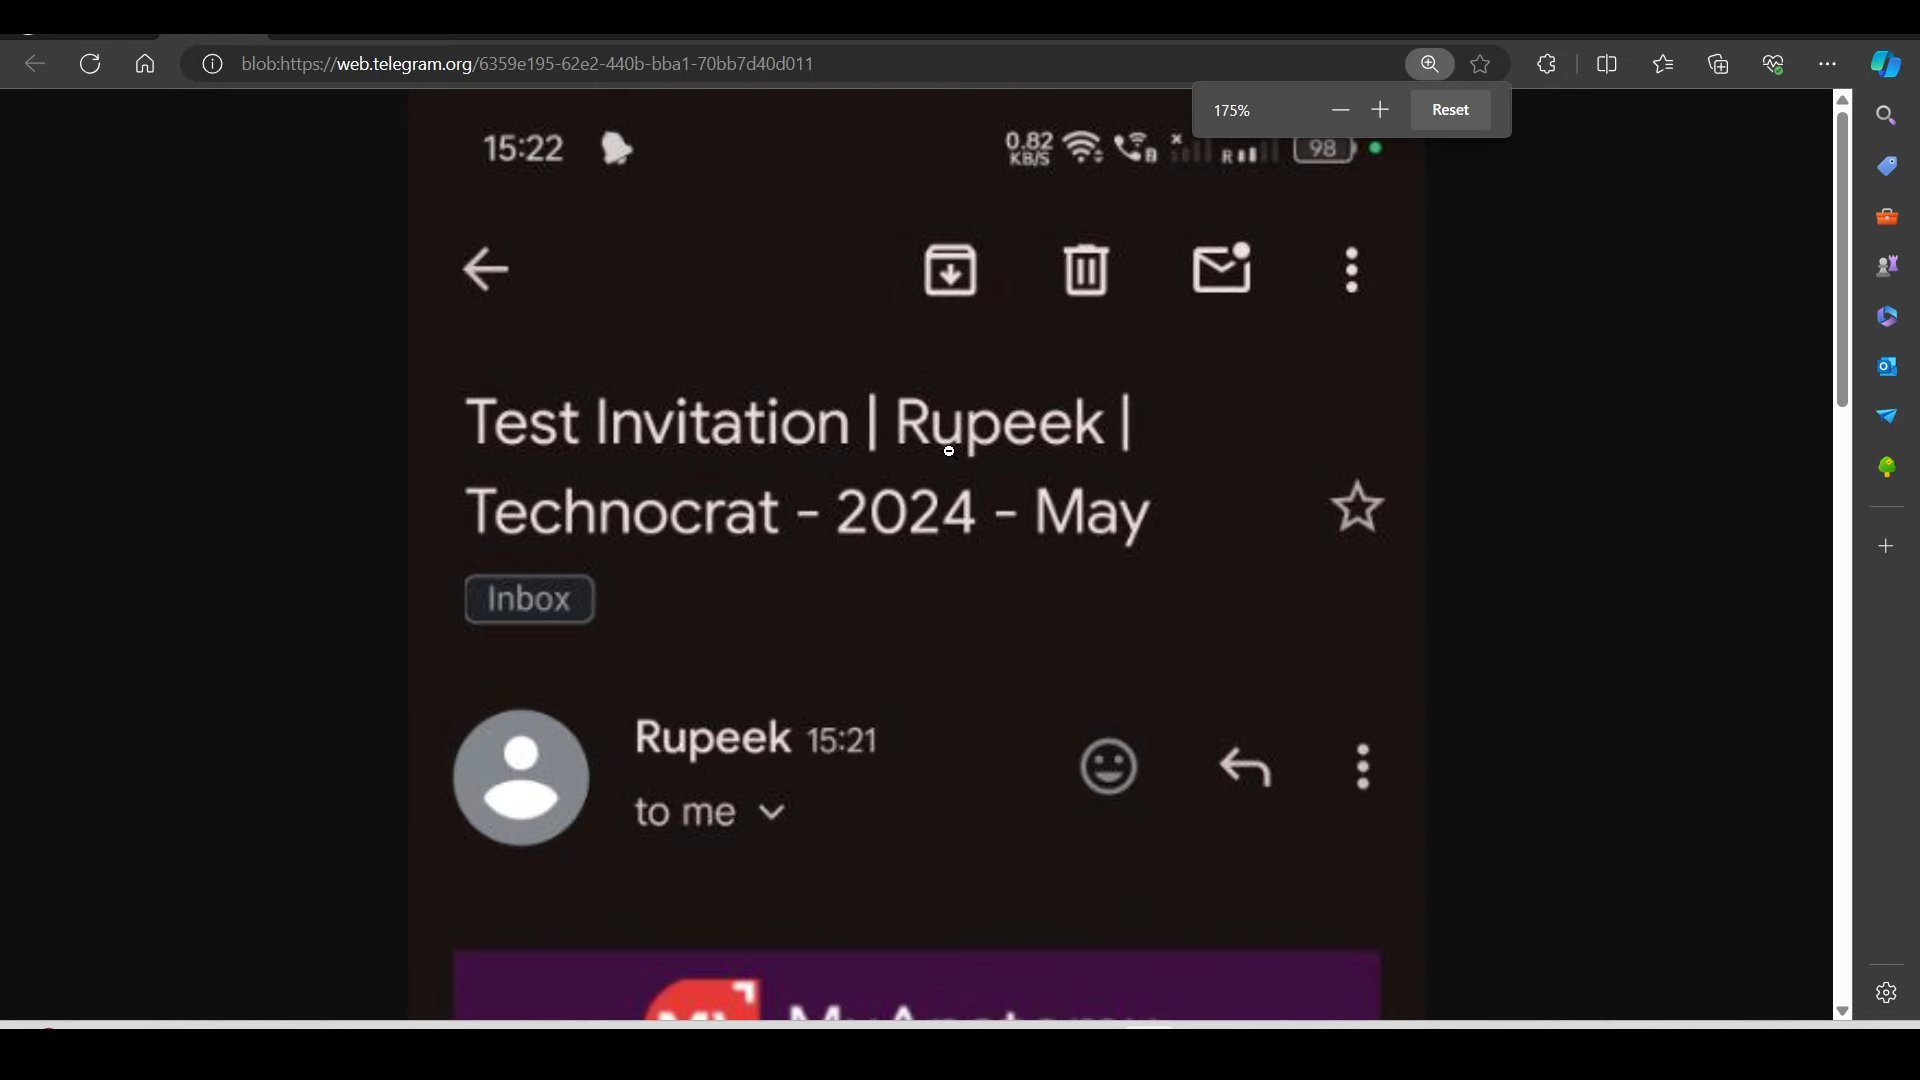 blob:https://web.telegram.org/6359e195-62e2-440b-bba1-70bb7d40d011
175%
Reset
15:22
0.82
KB/S
R
98
Test Invitation | Rupeek |
Technocrat - 2024 - May
Inbox
Rupeek 15:21
to me